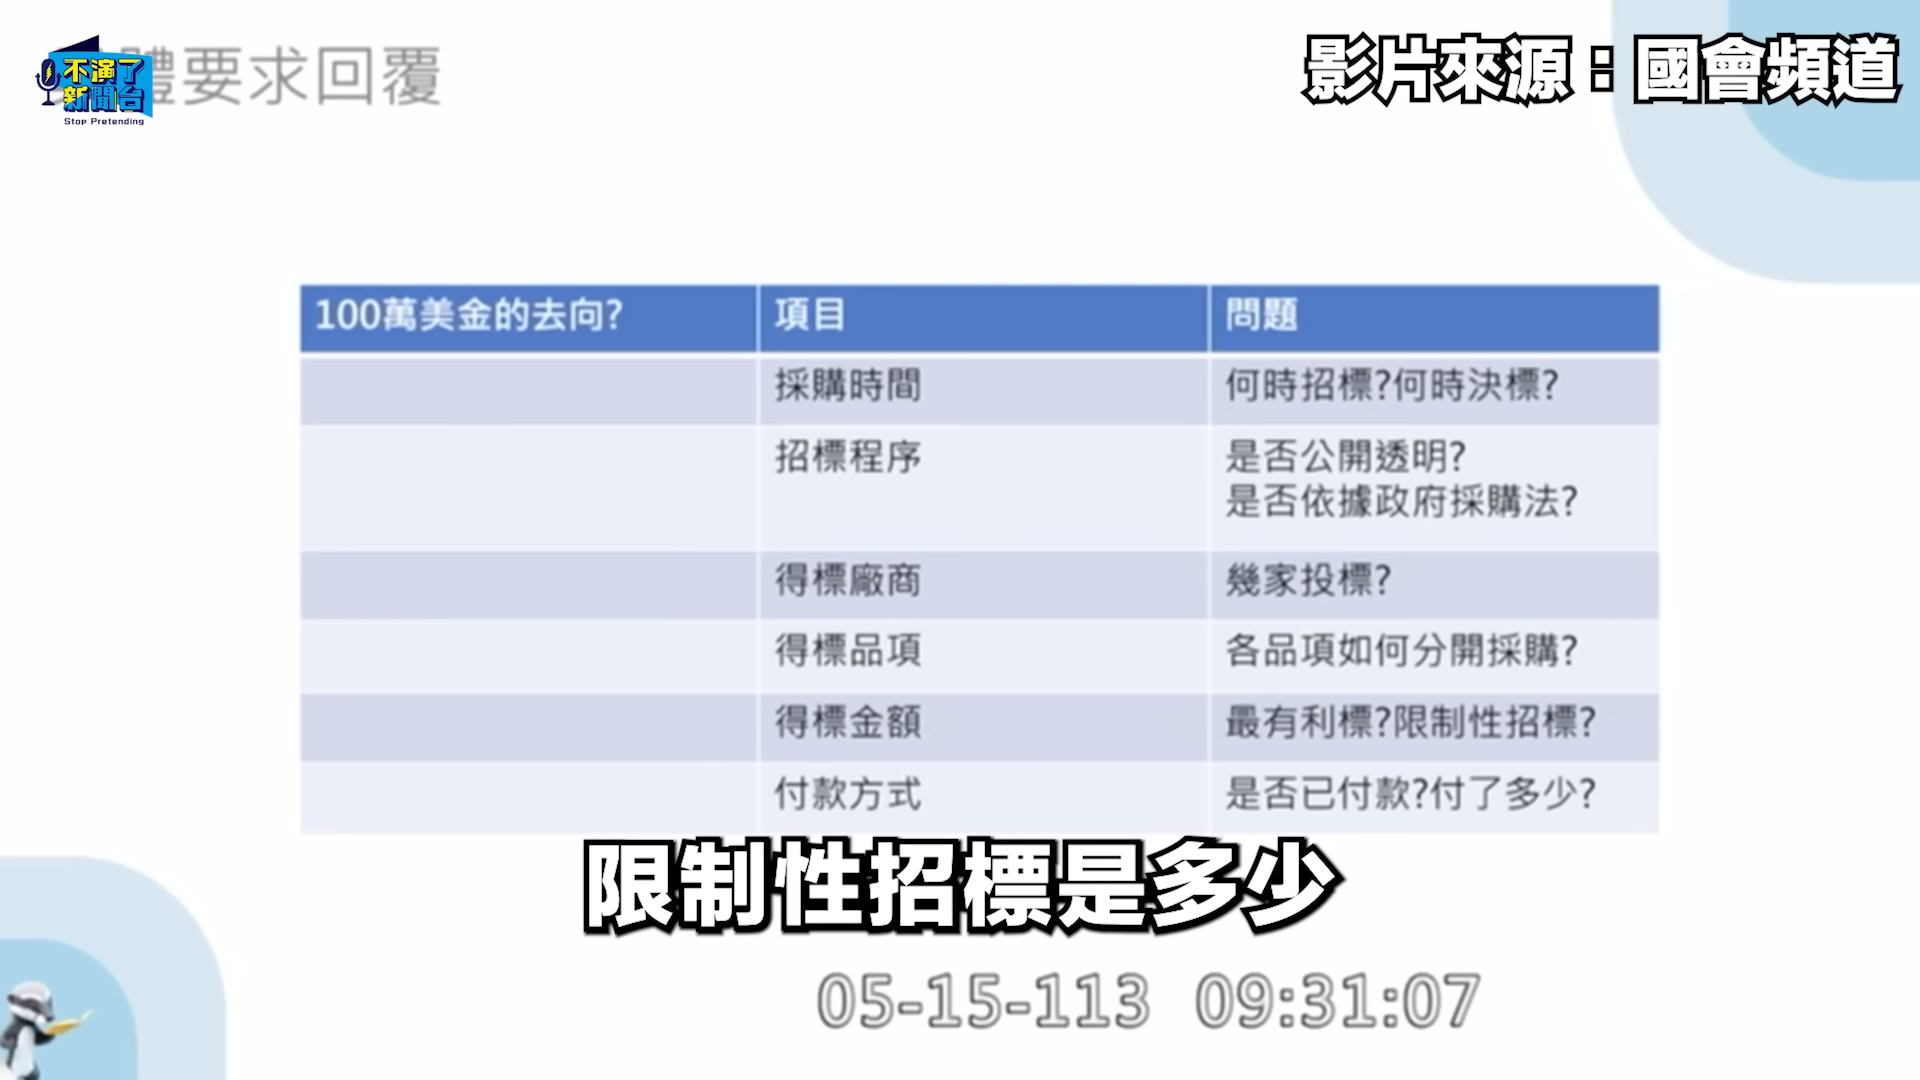 不演了
新聞台
Stop Pretending
體要求回覆
影片來源：國會頻道
100萬美金的去向? 項目 問題
採購時間 何時招標?何時決標?
招標程序 是否公開透明?
是否依據政府採購法?
得標廠商 幾家投標?
得標品項 各品項如何分開採購?
得標金額 最有利標?限制性招標?
付款方式 是否已付款?付了多少?
限制性招標是多少
05-15-113 09:31:07